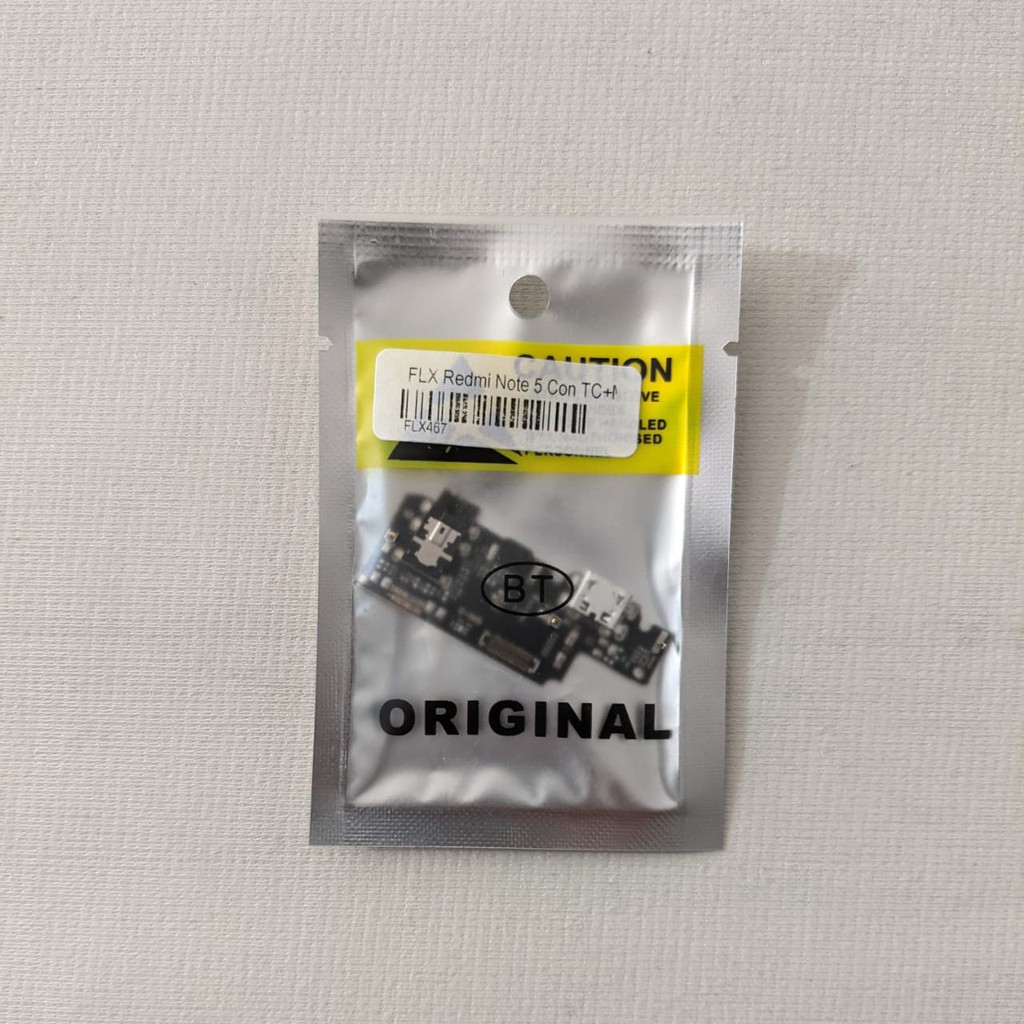 CAUTION
FLX Redmi Note 5 Con TC+M
FLX467
BT
ORIGINAL